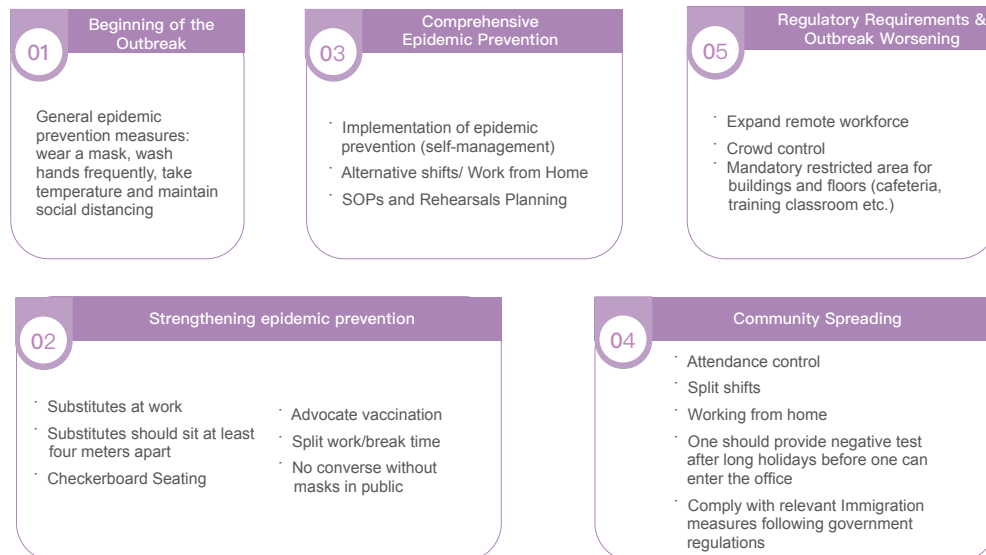 01
Beginning of the
Outbreak
General epidemic
prevention measures:
wear a mask, wash
hands frequently, take
temperature and maintain
social distancing
03
Comprehensive
Epidemic Prevention
· Implementation of epidemic
prevention (self-management)
· Alternative shifts/ Work from Home
· SOPs and Rehearsals Planning
05
Regulatory Requirements &
Outbreak Worsening
· Expand remote workforce
· Crowd control
· Mandatory restricted area for
buildings and floors (cafeteria,
training classroom etc.)
02
Strengthening epidemic prevention
· Substitutes at work
· Substitutes should sit at least
four meters apart
· Checkerboard Seating
· Advocate vaccination
· Split work/break time
· No converse without
masks in public
04
Community Spreading
· Attendance control
· Split shifts
· Working from home
· One should provide negative test
after long holidays before one can
enter the office
· Comply with relevant Immigration
measures following government
regulations